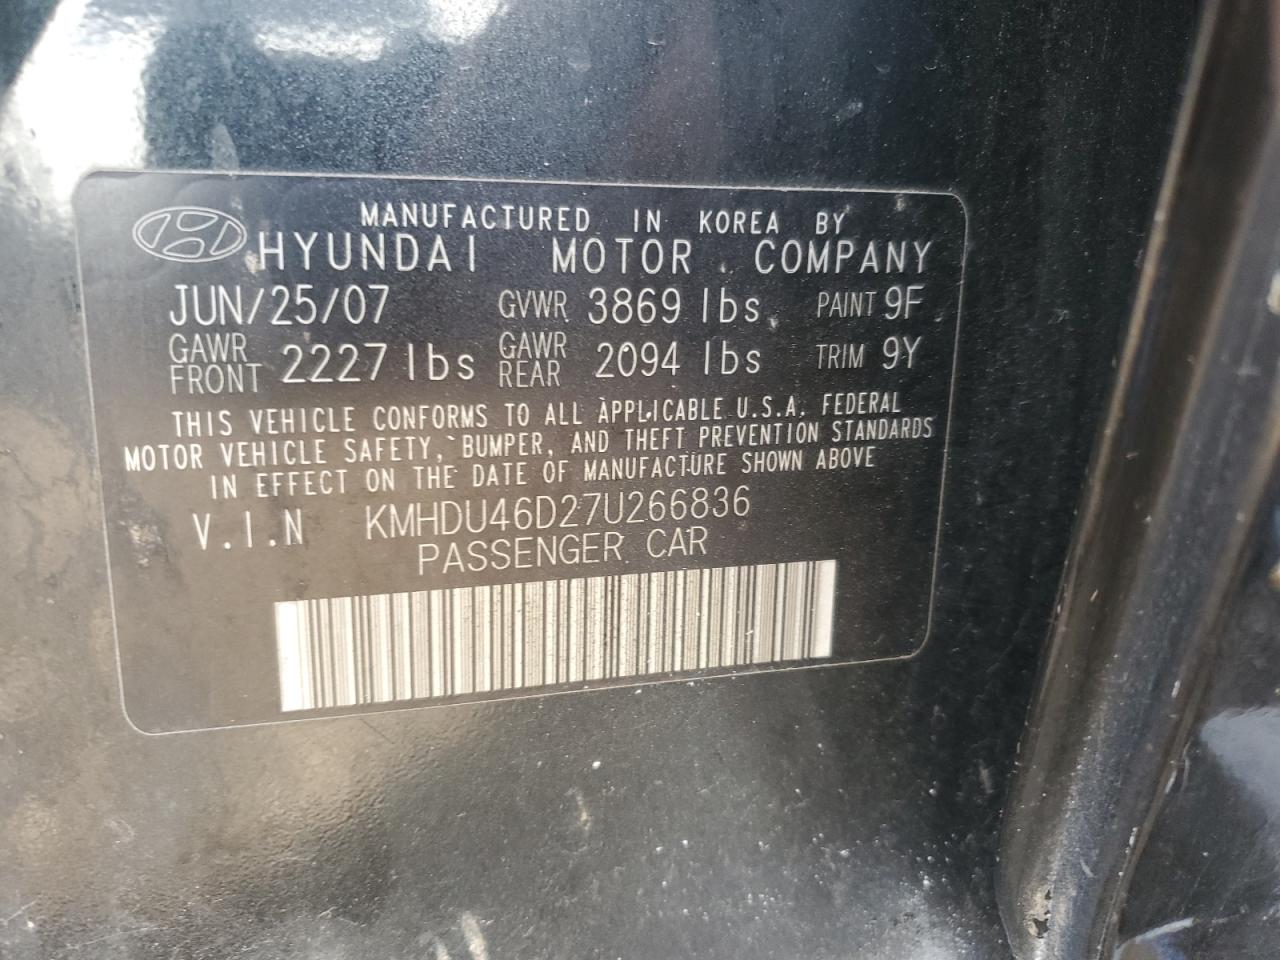 MANUFACTURED IN KOREA BY
HYUNDAI MOTOR COMPANY
JUN/25/07 GVWR 3869 lbs PAINT 9F
GAWR FRONT 2227 lbs GAWR REAR 2094 lbs TRIM 9Y
THIS VEHICLE CONFORMS TO ALL APPLICABLE U.S.A. FEDERAL
MOTOR VEHICLE SAFETY, BUMPER, AND THEFT PREVENTION STANDARDS
IN EFFECT ON THE DATE OF MANUFACTURE SHOWN ABOVE
V.I.N KMHDU46D27U266836
PASSENGER CAR